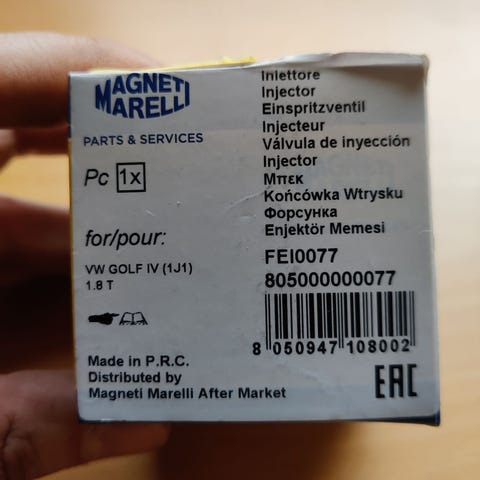 MAGNETI
MARELLI
PARTS & SERVICES
Pc 1x
for/pour:
VW GOLF IV (1J1)
1.8 T
Made in P.R.C.
Distributed by
Magneti Marelli After Market
Iniettore
Injector
Einspritzventil
Injecteur
Válvula de inyección
Injector
Μπεκ
Końcówka Wtrysku
Форсунка
Enjektör Memesi
FEI0077
805000000077
8 050947 108002
EAC